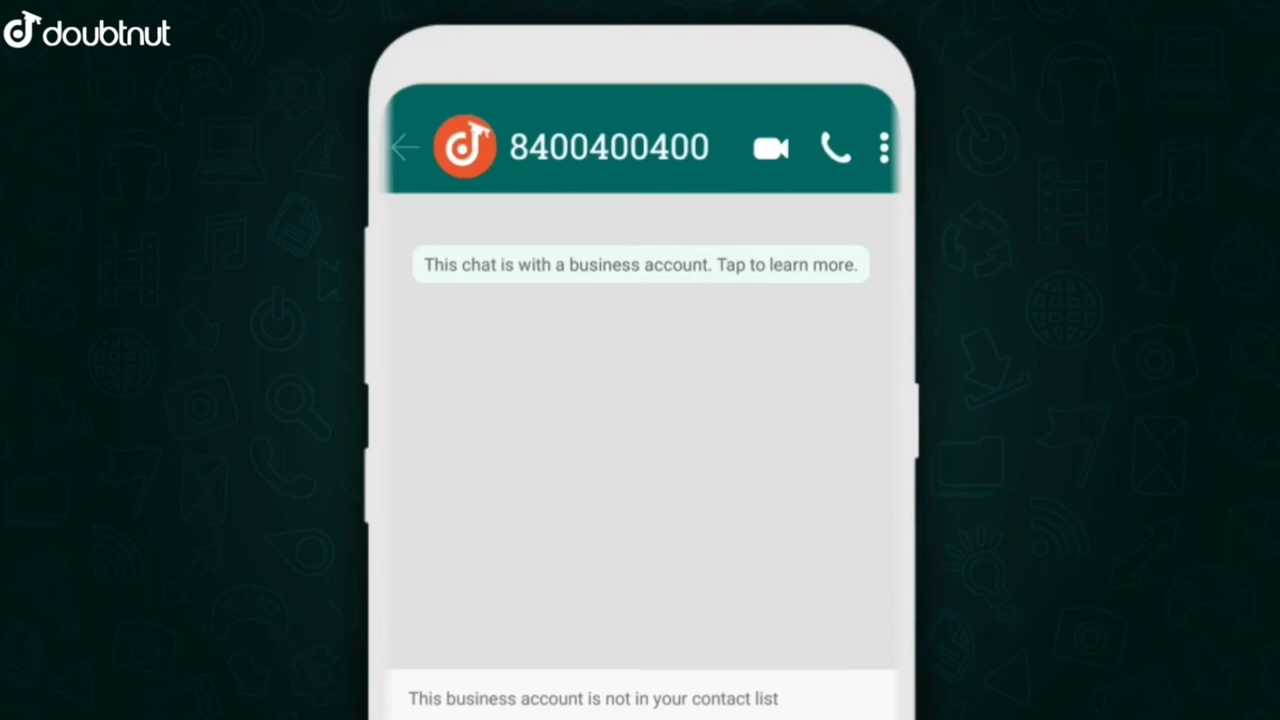 doubtnut
8400400400
This chat is with a business account. Tap to learn more.
This business account is not in your contact list